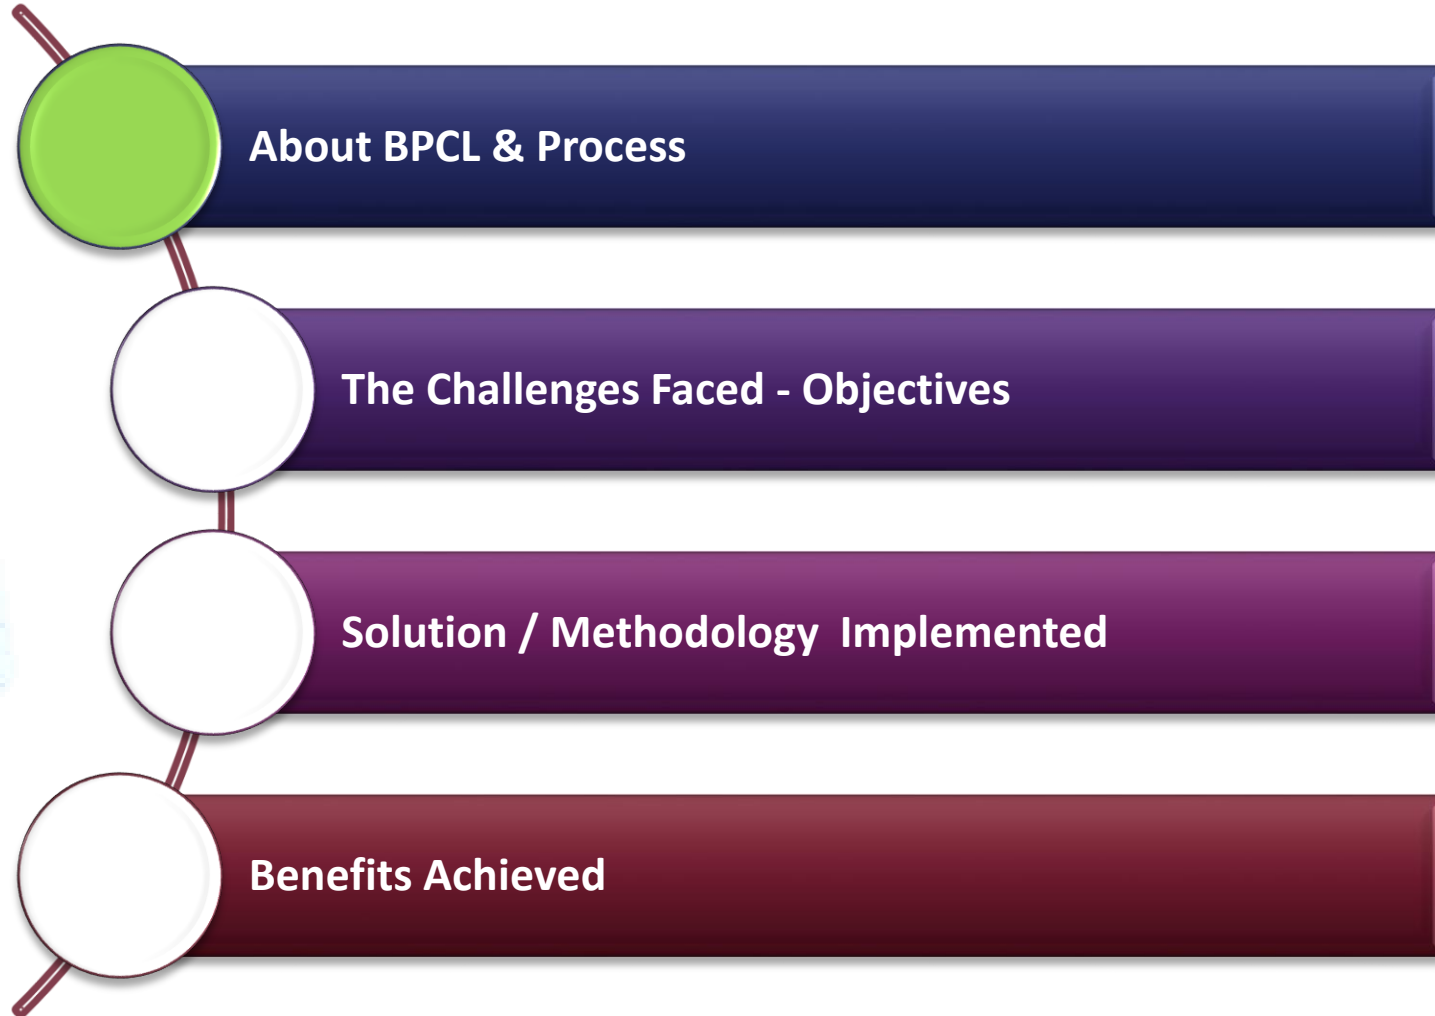 About BPCL & Process
The Challenges Faced - Objectives
Solution / Methodology  Implemented
Benefits Achieved